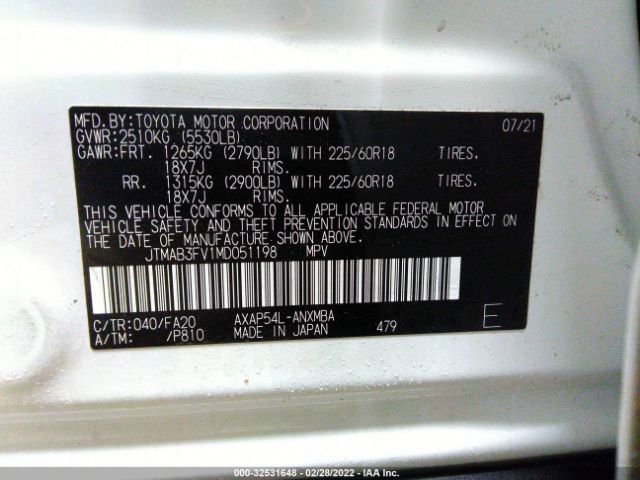 MFD.BY:TOYOTA MOTOR CORPORATION 07/21
GVWR:2510KG (5530LB)
GAWR:FRT. 1265KG (2790LB) WITH 225/60R18 TIRES.
18X7J RIMS.
RR. 1315KG (2900LB) WITH 225/60R18 TIRES.
18X7J RIMS.
THIS VEHICLE CONFORMS TO ALL APPLICABLE FEDERAL MOTOR
VEHICLE SAFETY AND THEFT PREVENTION STANDARDS IN EFFECT ON
THE DATE OF MANUFACTURE SHOWN ABOVE.
JTMAB3FV1MD051198 MPV
C/TR:040/FA20 AXAP54L-ANXMBA E
A/TM: /P810 MADE IN JAPAN 479
000-32531648 - 02/28/2022 - IAA Inc.